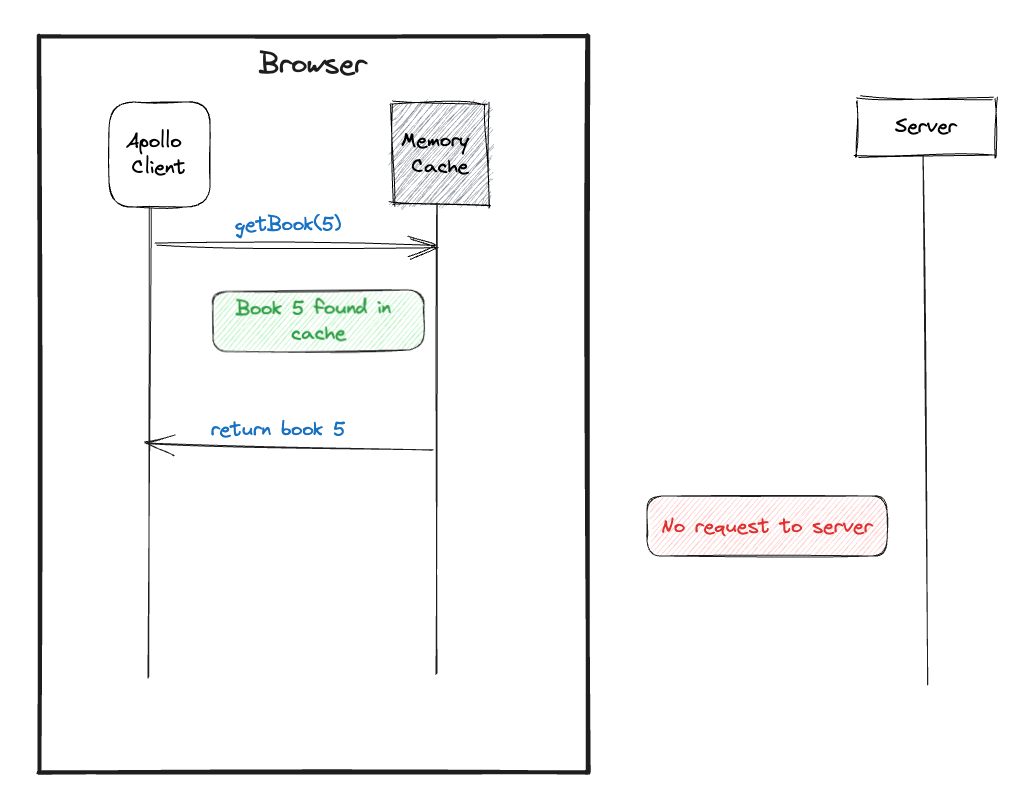 Browser
Apollo
Client
Memory
Cache
Server
getBook(5)
Book 5 found in
cache
return book 5
No request to server